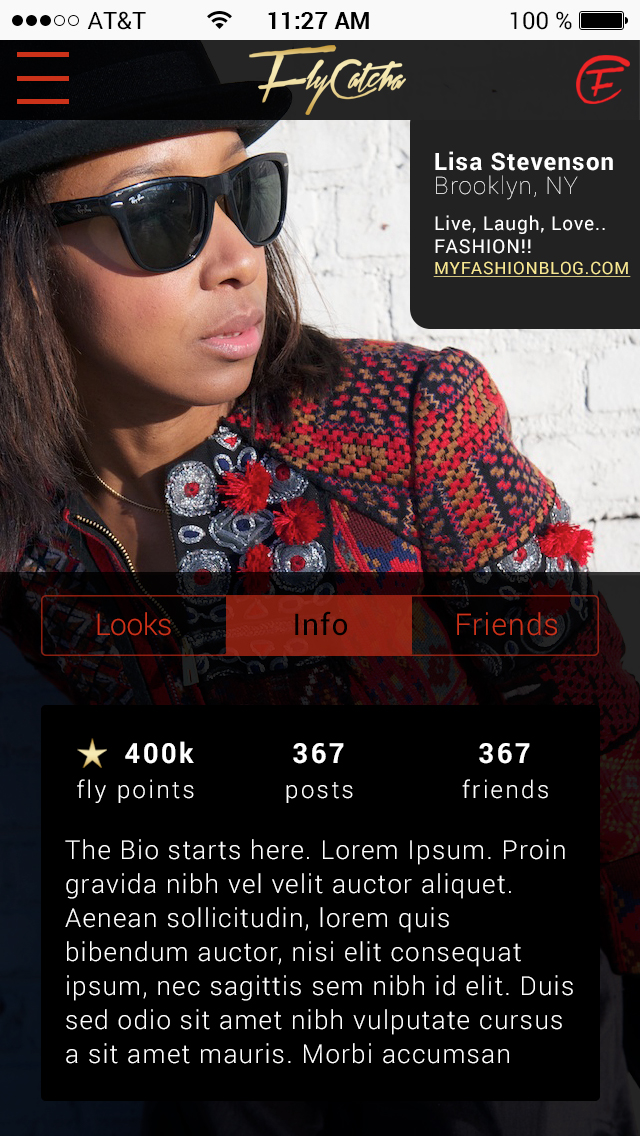 AT&T 11:27 AM 100 %
FlyCatcha
Lisa Stevenson
Brooklyn, NY
Live, Laugh, Love..
FASHION!!
MYFASHIONBLOG.COM
Ray-Ban
Looks Info Friends
400k 367 367
fly points posts friends
The Bio starts here. Lorem Ipsum. Proin
gravida nibh vel velit auctor aliquet.
Aenean sollicitudin, lorem quis
bibendum auctor, nisi elit consequat
ipsum, nec sagittis sem nibh id elit. Duis
sed odio sit amet nibh vulputate cursus
a sit amet mauris. Morbi accumsan